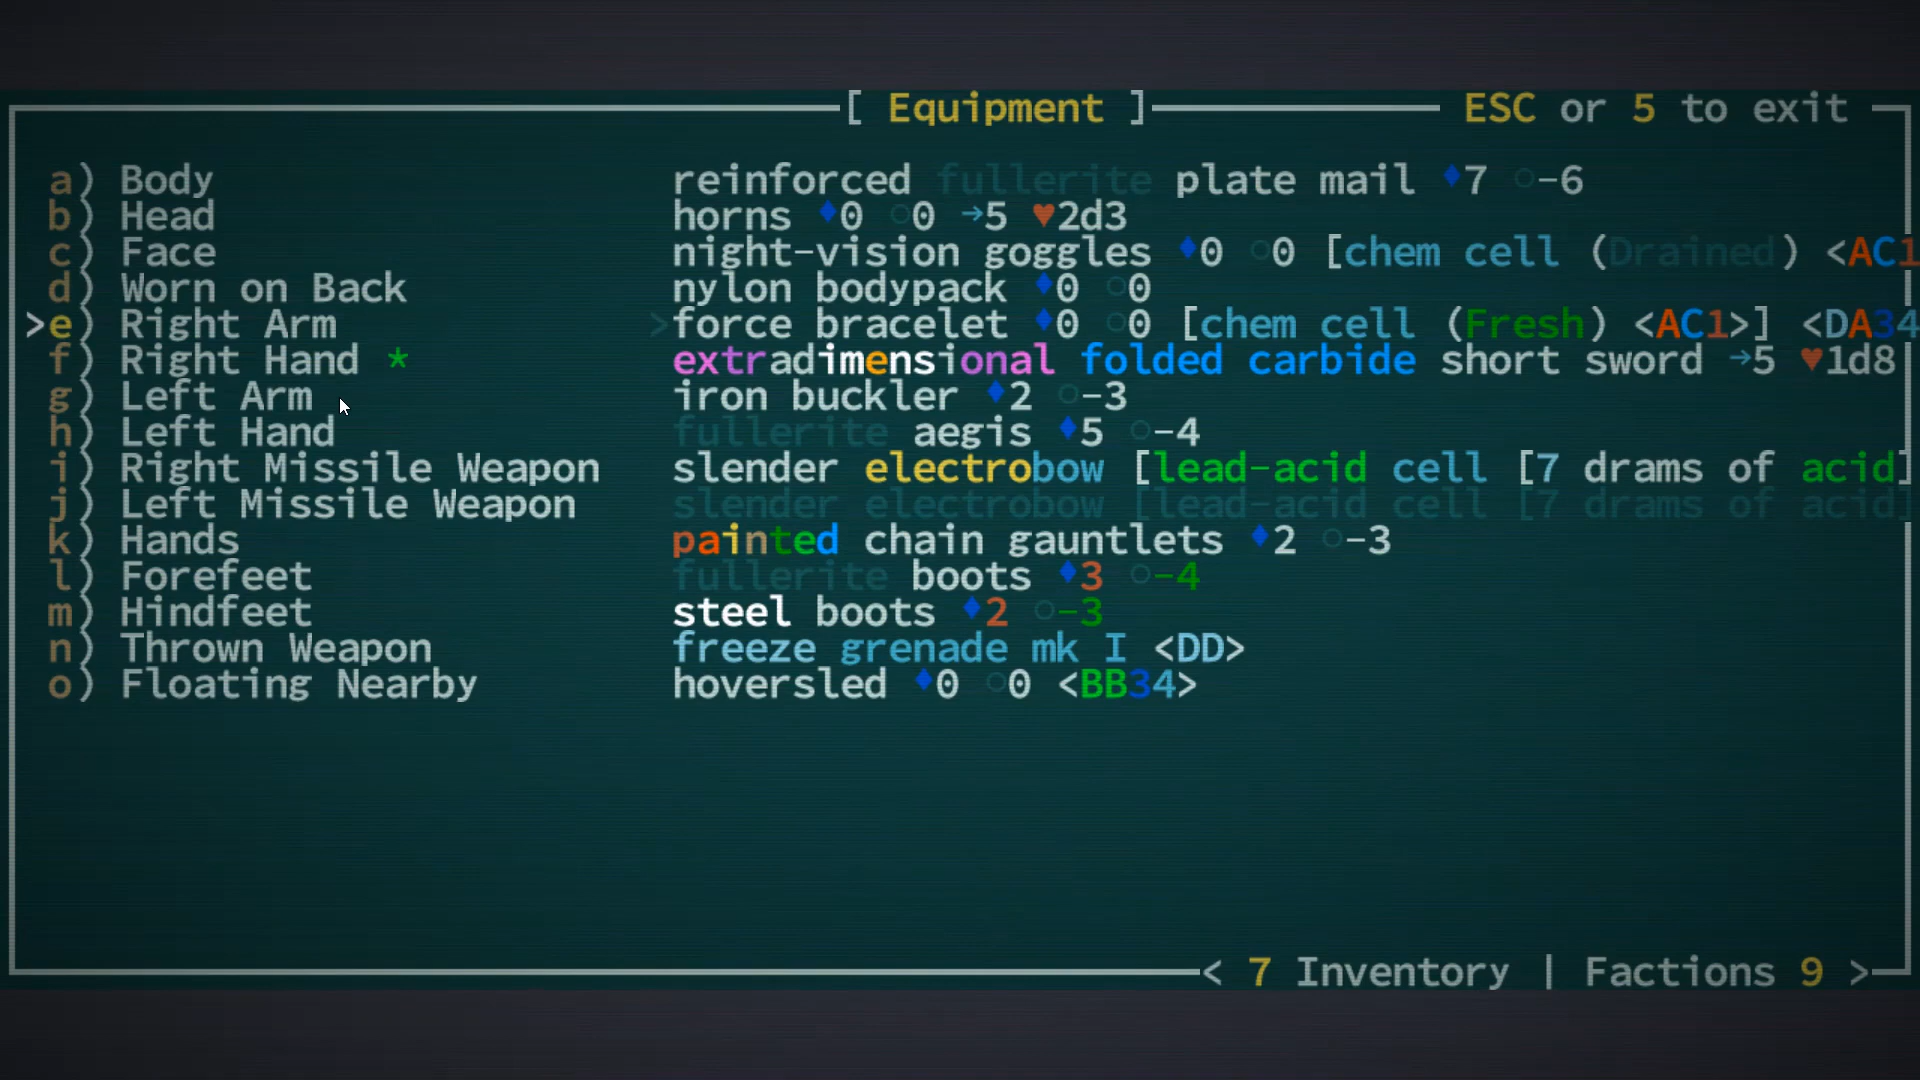 [ Equipment ] ESC or 5 to exit
a) Body reinforced fullerite plate mail ♦7 ○-6
b) Head horns ♦0 ○0 →5 ♥2d3
c) Face night-vision goggles ♦0 ○0 [chem cell (Drained) <AC1
d) Worn on Back nylon bodypack ♦0 ○0
>e) Right Arm >force bracelet ♦0 ○0 [chem cell (Fresh) <AC1>] <DA34
f) Right Hand * extradimensional folded carbide short sword →5 ♥1d8
g) Left Arm iron buckler ♦2 ○-3
h) Left Hand fullerite aegis ♦5 ○-4
i) Right Missile Weapon slender electrobow [lead-acid cell [7 drams of acid]
j) Left Missile Weapon slender electrobow [lead-acid cell [7 drams of acid]
k) Hands painted chain gauntlets ♦2 ○-3
l) Forefeet fullerite boots ♦3 ○-4
m) Hindfeet steel boots ♦2 ○-3
n) Thrown Weapon freeze grenade mk I <DD>
o) Floating Nearby hoversled ♦0 ○0 <BB34>
< 7 Inventory | Factions 9 >